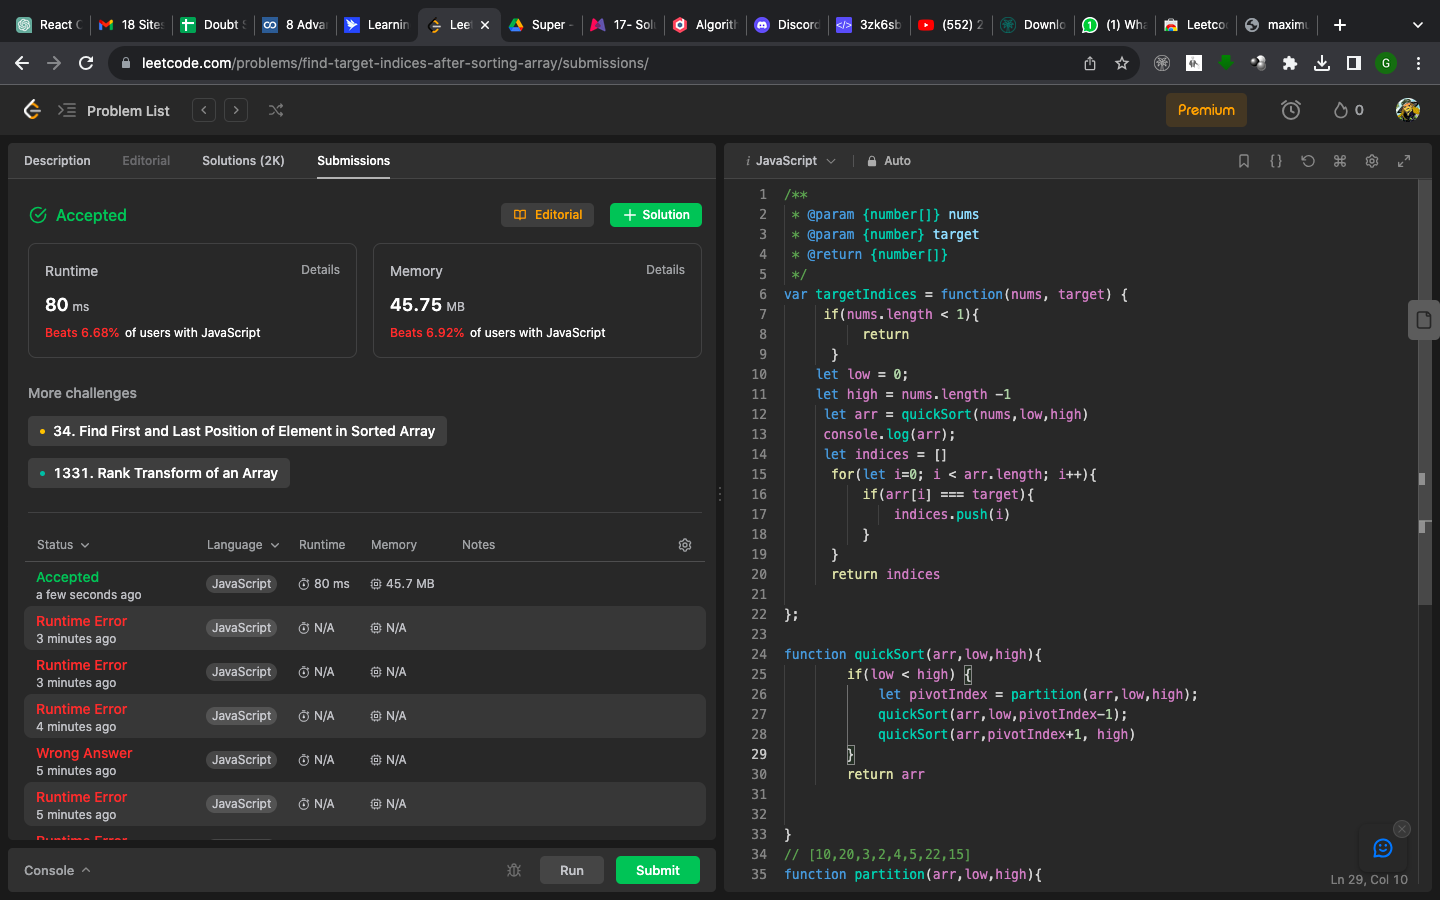 React C
18 Sites
Doubt S
8 Adva
Learnin
Leet
Super -
17- Solu
Algorith
Discord
3zk6sb
(552) 2
Downlo
(1) Wha
Leetcod
maximu
leetcode.com/problems/find-target-indices-after-sorting-array/submissions/
G
Problem List
Premium
0
Description
Editorial
Solutions (2K)
Submissions
Accepted
Editorial
Solution
Runtime
Details
80 ms
Beats 6.68% of users with JavaScript
Memory
Details
45.75 MB
Beats 6.92% of users with JavaScript
More challenges
34. Find First and Last Position of Element in Sorted Array
1331. Rank Transform of an Array
Status Language Runtime Memory Notes
Accepted
a few seconds ago
JavaScript 80 ms 45.7 MB
Runtime Error
3 minutes ago
JavaScript N/A N/A
Runtime Error
3 minutes ago
JavaScript N/A N/A
Runtime Error
4 minutes ago
JavaScript N/A N/A
Wrong Answer
5 minutes ago
JavaScript N/A N/A
Runtime Error
5 minutes ago
JavaScript N/A N/A
Runtime Error
Console
Run
Submit
i JavaScript
Auto
1 /**
2 * @param {number[]} nums
3 * @param {number} target
4 * @return {number[]}
5 */
6 var targetIndices = function(nums, target) {
7 if(nums.length < 1){
8 return
9 }
10 let low = 0;
11 let high = nums.length -1
12 let arr = quickSort(nums,low,high)
13 console.log(arr);
14 let indices = []
15 for(let i=0; i < arr.length; i++){
16 if(arr[i] === target){
17 indices.push(i)
18 }
19 }
20 return indices
21
22 };
23
24 function quickSort(arr,low,high){
25 if(low < high) {
26 let pivotIndex = partition(arr,low,high);
27 quickSort(arr,low,pivotIndex-1);
28 quickSort(arr,pivotIndex+1, high)
29 }
30 return arr
31
32
33 }
34 // [10,20,3,2,4,5,22,15]
35 function partition(arr,low,high){
Ln 29, Col 10